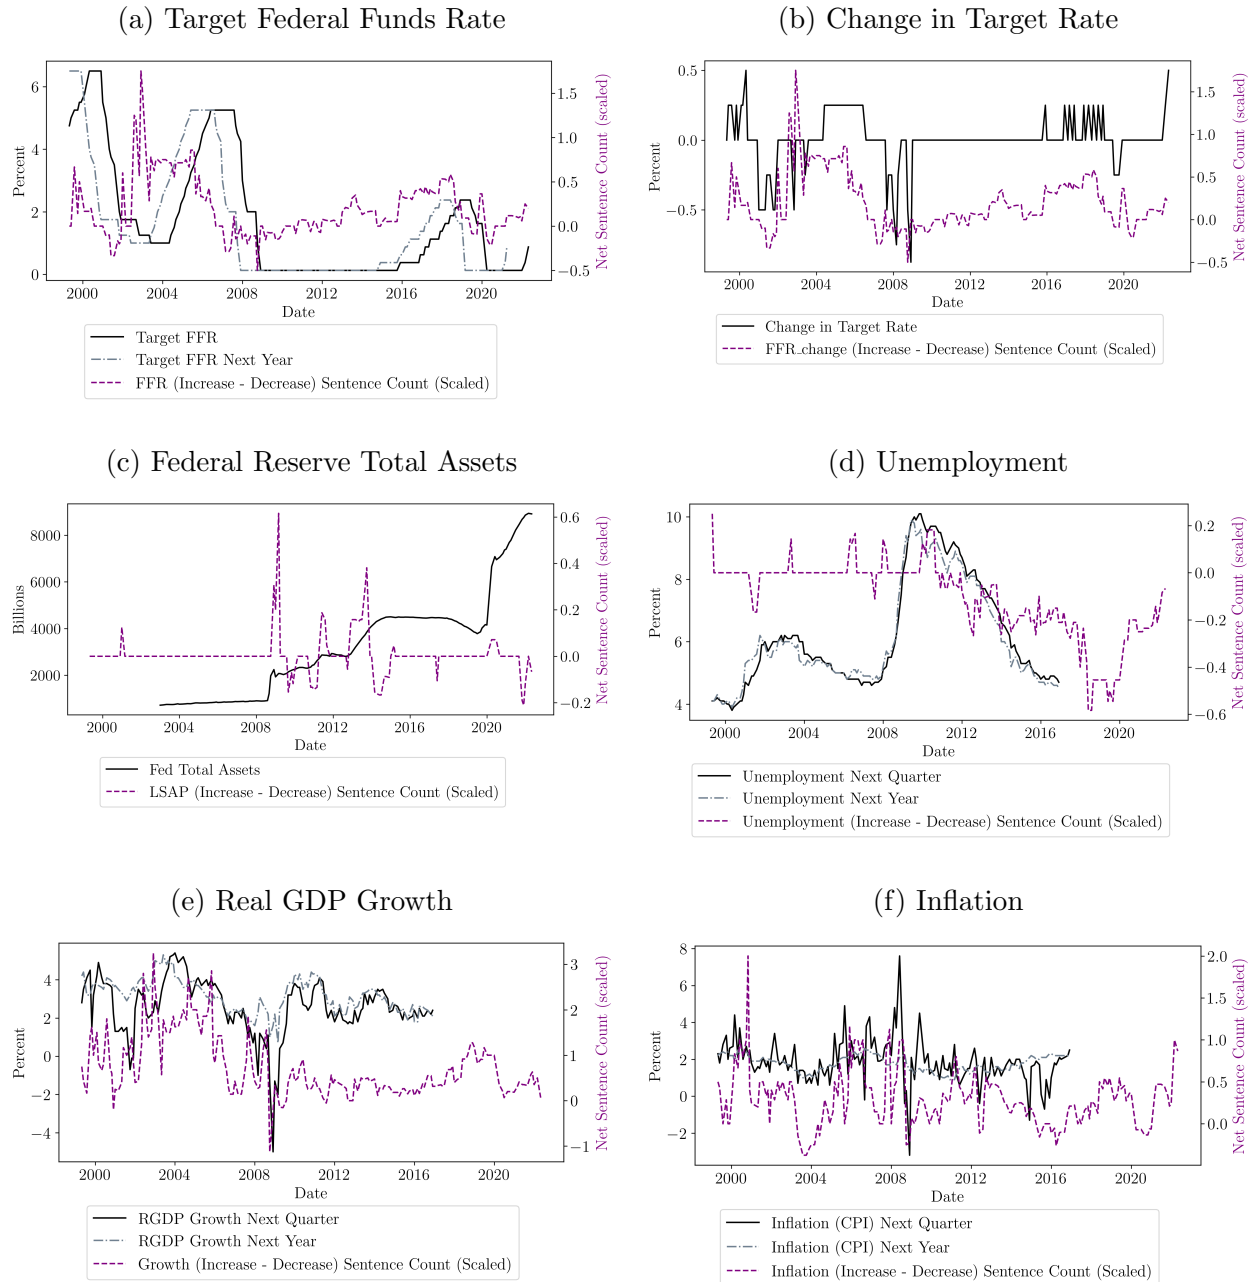 (a) Target Federal Funds Rate
6
4
2
0
Percent
1.5
1.0
0.5
0.0
−0.5
Net Sentence Count (scaled)
2000 2004 2008 2012 2016 2020
Date
Target FFR
Target FFR Next Year
FFR (Increase - Decrease) Sentence Count (Scaled)
(b) Change in Target Rate
0.5
0.0
−0.5
Percent
1.5
1.0
0.5
0.0
−0.5
Net Sentence Count (scaled)
2000 2004 2008 2012 2016 2020
Date
Change in Target Rate
FFR_change (Increase - Decrease) Sentence Count (Scaled)
(c) Federal Reserve Total Assets
8000
6000
4000
2000
Billions
0.6
0.4
0.2
0.0
−0.2
Net Sentence Count (scaled)
2000 2004 2008 2012 2016 2020
Date
Fed Total Assets
LSAP (Increase - Decrease) Sentence Count (Scaled)
(d) Unemployment
10
8
6
4
Percent
0.2
0.0
−0.2
−0.4
−0.6
Net Sentence Count (scaled)
2000 2004 2008 2012 2016 2020
Date
Unemployment Next Quarter
Unemployment Next Year
Unemployment (Increase - Decrease) Sentence Count (Scaled)
(e) Real GDP Growth
4
2
0
−2
−4
Percent
3
2
1
0
−1
Net Sentence Count (scaled)
2000 2004 2008 2012 2016 2020
Date
RGDP Growth Next Quarter
RGDP Growth Next Year
Growth (Increase - Decrease) Sentence Count (Scaled)
(f) Inflation
8
6
4
2
0
−2
Percent
2.0
1.5
1.0
0.5
0.0
Net Sentence Count (scaled)
2000 2004 2008 2012 2016 2020
Date
Inflation (CPI) Next Quarter
Inflation (CPI) Next Year
Inflation (Increase - Decrease) Sentence Count (Scaled)